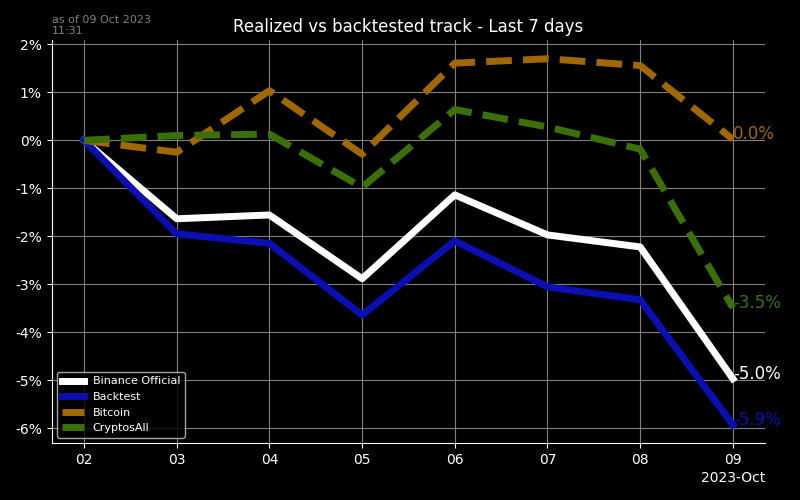 as of 09 Oct 2023
11:31
Realized vs backtested track - Last 7 days
2%
1%
0%
-1%
-2%
-3%
-4%
-5%
-6%
0.0%
-3.5%
-5.0%
-5.9%
Binance Official
Backtest
Bitcoin
CryptosAll
02 03 04 05 06 07 08 09
2023-Oct